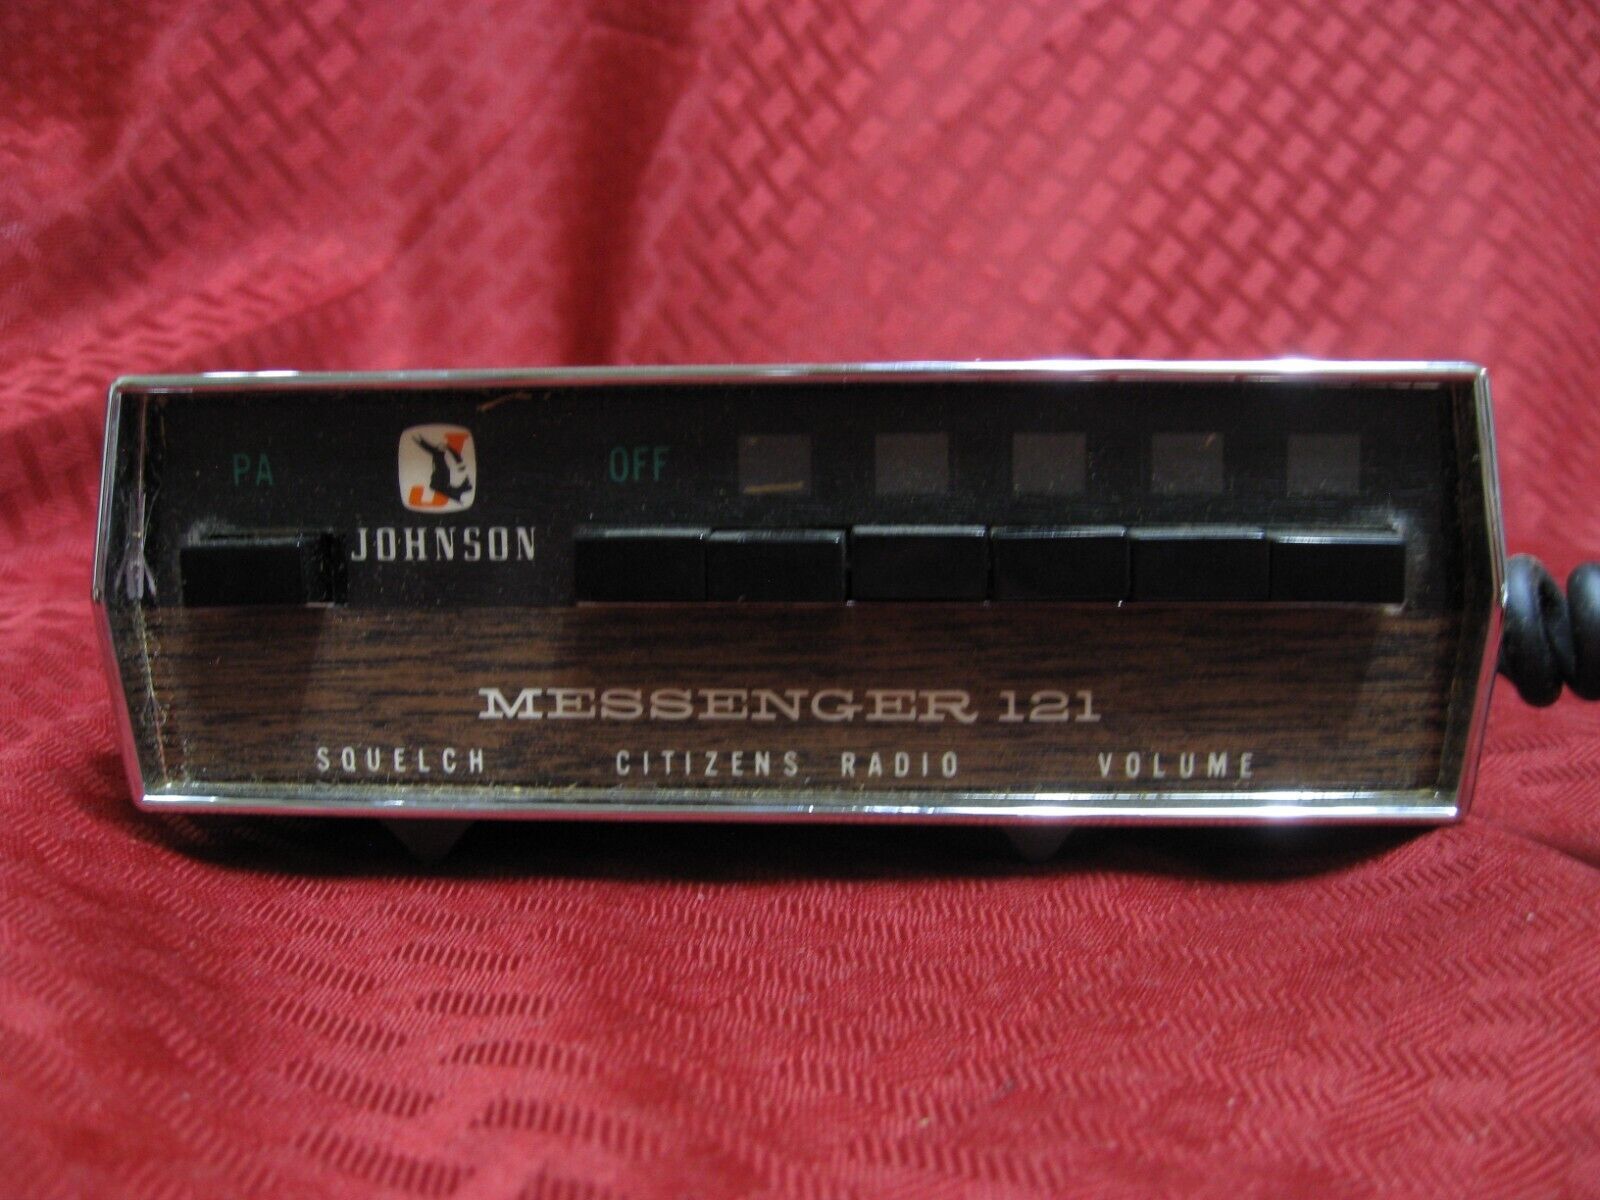 PA
OFF
J
JOHNSON
MESSENGER 121
SQUELCH CITIZENS RADIO VOLUME